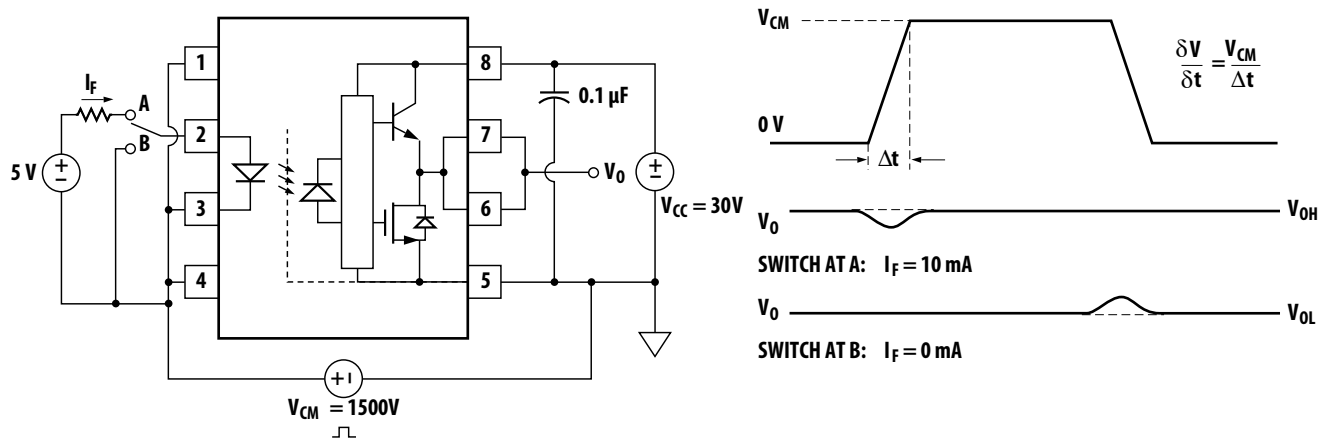 1
I_F
A
2
B
5 V
3
4
8
0.1 µF
7
V_O
6
V_CC = 30V
5
V_CM = 1500V
V_CM
δV/δt = V_CM/Δt
0 V
Δt
V_O
V_OH
SWITCH AT A: I_F = 10 mA
V_O
V_OL
SWITCH AT B: I_F = 0 mA